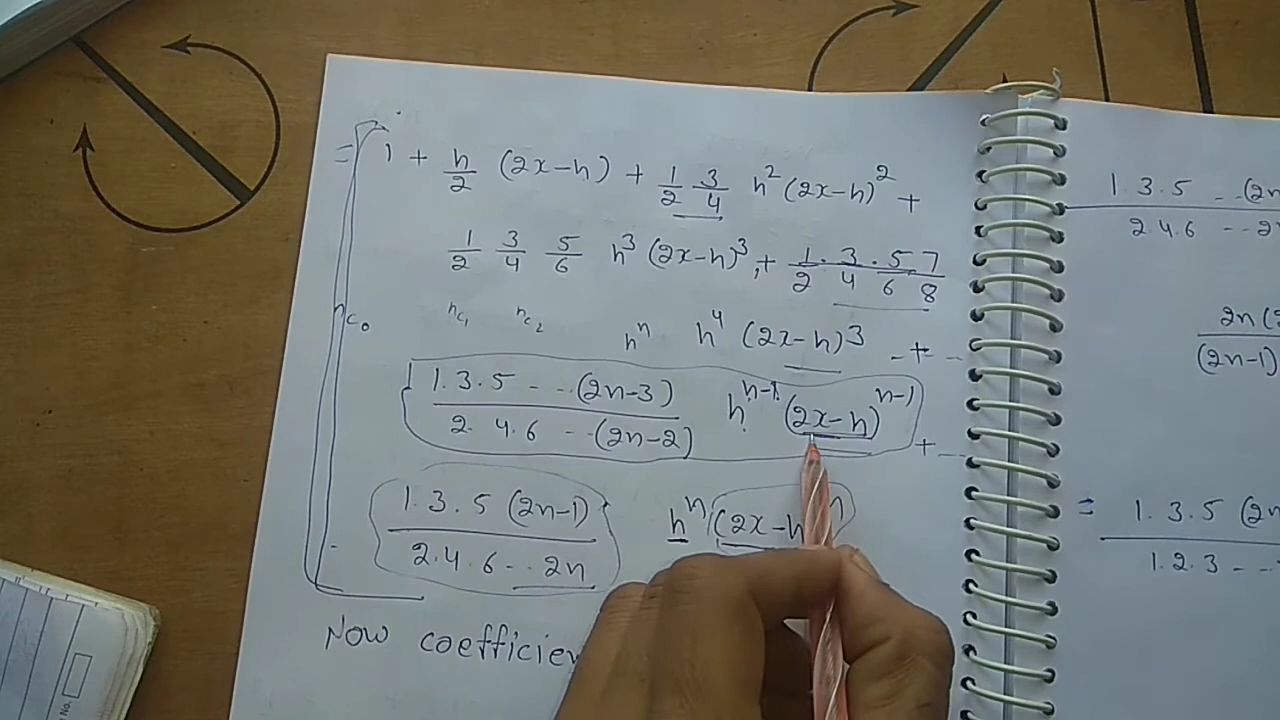 = 1 + h/2 (2x-h) + 1/2 3/4 h²(2x-h)² +
1/2 3/4 5/6 h³(2x-h)³, + 1.3.5.7/2 4 6 8
nc₀ nc₁ nc₂ hⁿ h⁴ (2x-h)3 -+--
1.3.5 - - -(2n-3)/2. 4.6 - -(2n-2) hⁿ⁻¹ (2x-h)ⁿ⁻¹ + --
1.3.5 (2n-1)/2.4.6 - - 2n hⁿ (2x-h
Now coefficien
1.3.5 - -(2n
2.4.6 - - 2
2n(2
(2n-1)
= 1.3.5 (2n
1.2.3 - - -
No.